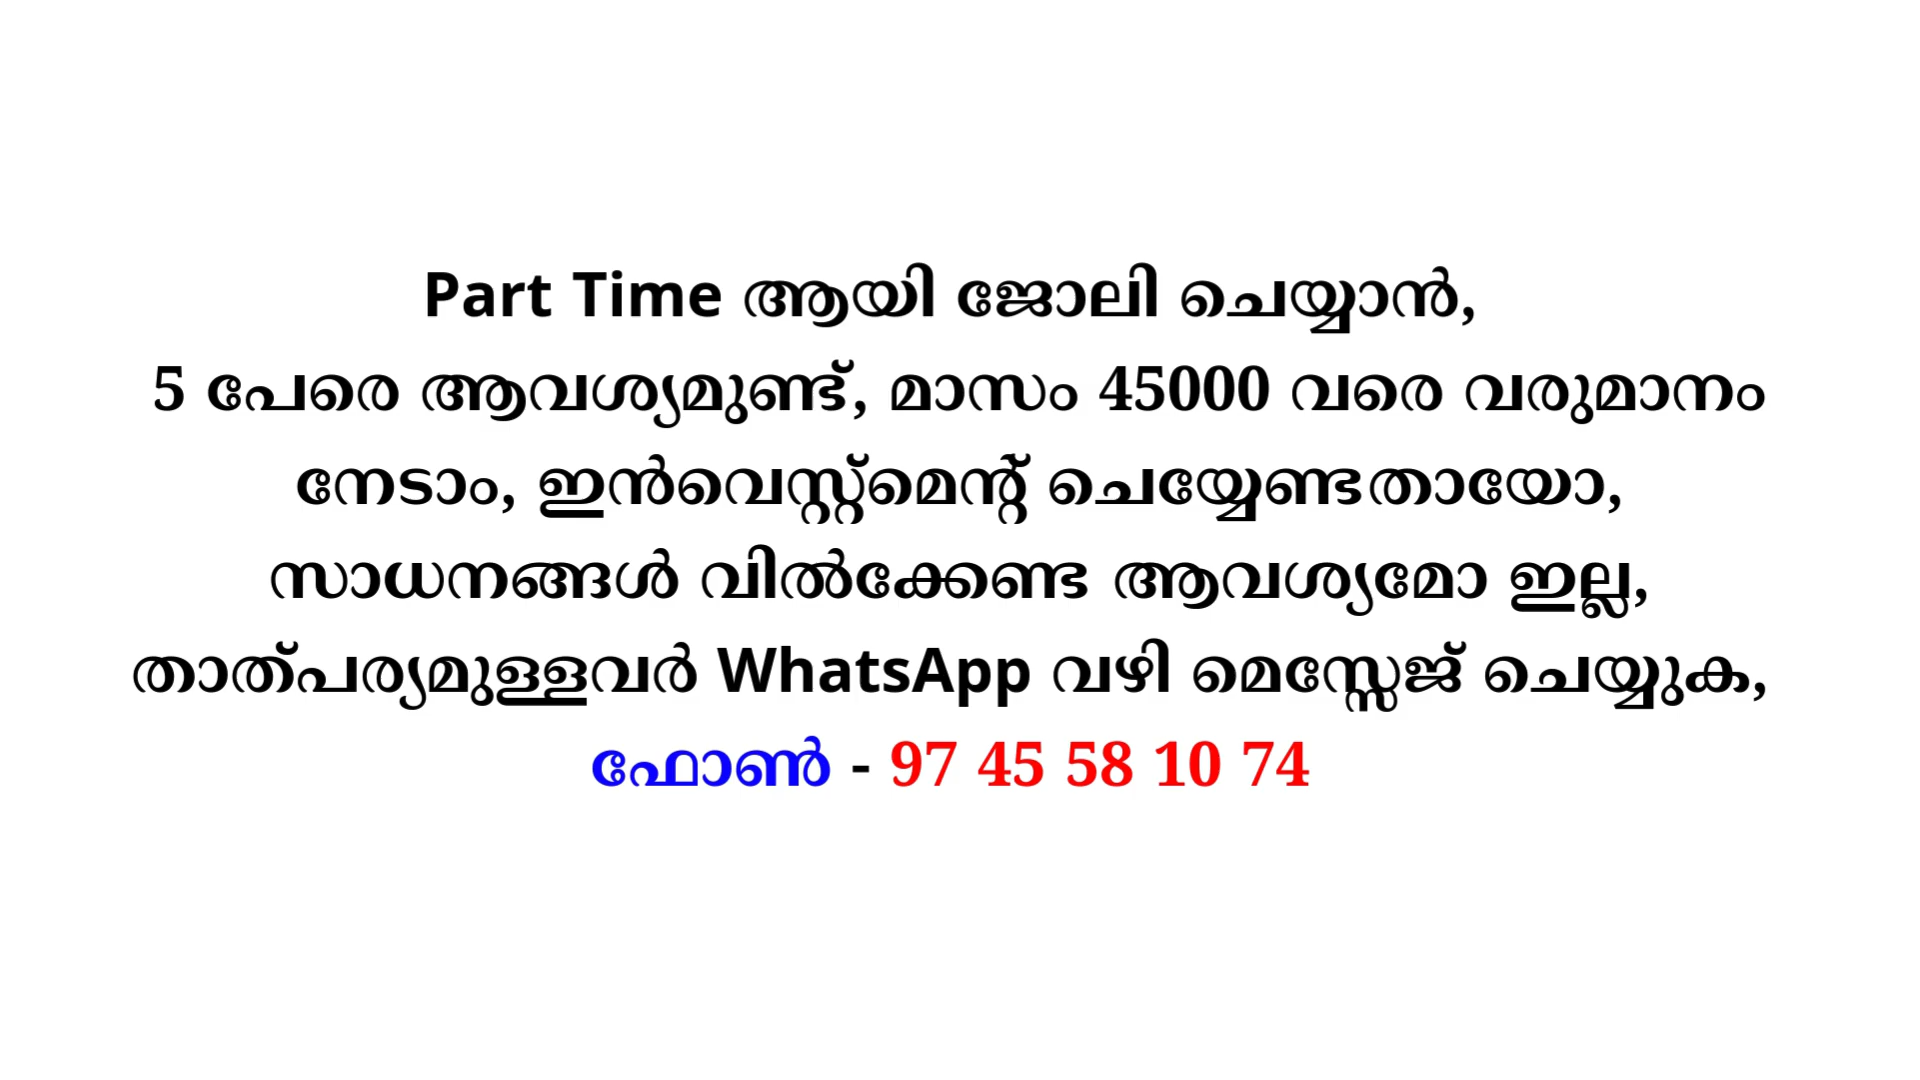 Part Time ആയി ജോലി ചെയ്യാൻ,
5 പേരെ ആവശ്യമുണ്ട്, മാസം 45000 വരെ വരുമാനം
നേടാം, ഇൻവെസ്റ്റ്മെന്റ് ചെയ്യേണ്ടതായോ,
സാധനങ്ങൾ വിൽക്കേണ്ട ആവശ്യമോ ഇല്ല,
താത്പര്യമുള്ളവർ WhatsApp വഴി മെസ്സേജ് ചെയ്യുക,
ഫോൺ - 97 45 58 10 74